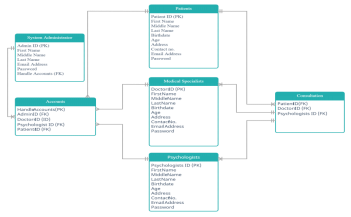 Patients
Patient ID (PK)
First Name
Middle Name
Last Name
Birthdate
Age
Address
Contact no.
Email Address
Password
System Administrator
Admin ID (PK)
First Name
Middle Name
Last Name
Email Address
Password
Handle Accounts (FK)
Accounts
HandleAccounts(PK)
AdminID (FK)
DoctorID (ID)
Psychologist ID (FK)
PatientID (FK)
Medical Specialists
DoctorID (PK)
FirstName
MiddleName
LastName
Birthdate
Age
Address
ContactNo.
EmailAddress
Password
Consultation
PatientID(FK)
DoctorID (FK)
Psychologists ID (FK)
Psychologists
Psychologists ID (PK)
FirstName
MiddleName
LastName
Birthdate
Age
Address
ContactNo.
EmailAddress
Password